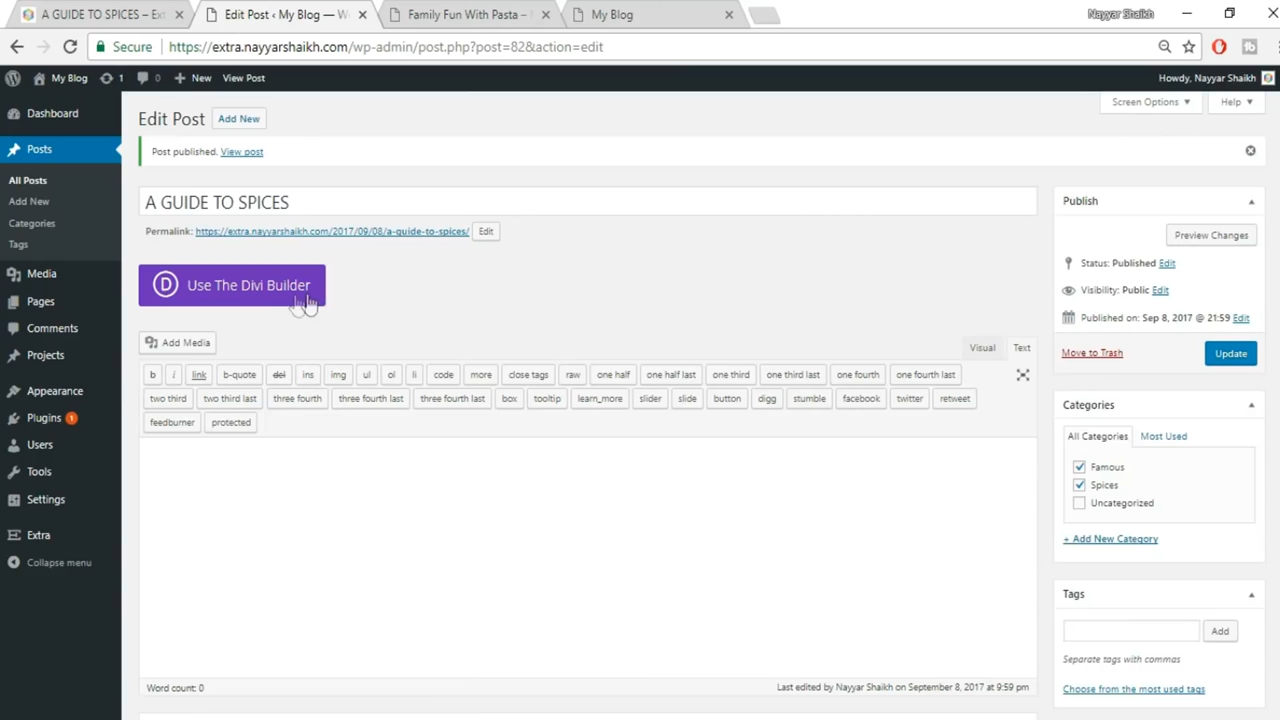 A GUIDE TO SPICES – Ex
Edit Post ‹ My Blog — W
Family Fun With Pasta –
My Blog
Nayyar Shaikh
Secure
https://extra.nayyarshaikh.com/wp-admin/post.php?post=82&action=edit
My Blog
1
0
New
View Post
Howdy, Nayyar Shaikh
Dashboard
Posts
All Posts
Add New
Categories
Tags
Media
Pages
Comments
Projects
Appearance
Plugins 1
Users
Tools
Settings
Extra
Collapse menu
Screen Options
Help
Edit Post
Add New
Post published. View post
A GUIDE TO SPICES
Permalink: https://extra.nayyarshaikh.com/2017/09/08/a-guide-to-spices/ Edit
D Use The Divi Builder
Add Media
Visual
Text
b i link b-quote del ins img ul ol li code more close tags raw one half one half last one third one third last one fourth one fourth last
two third two third last three fourth three fourth last three fourth last box tooltip learn_more slider slide button digg stumble facebook twitter retweet
feedburner protected
Word count: 0
Last edited by Nayyar Shaikh on September 8, 2017 at 9:59 pm
Publish
Preview Changes
Status: Published Edit
Visibility: Public Edit
Published on: Sep 8, 2017 @ 21:59 Edit
Move to Trash
Update
Categories
All Categories
Most Used
Famous
Spices
Uncategorized
+ Add New Category
Tags
Add
Separate tags with commas
Choose from the most used tags